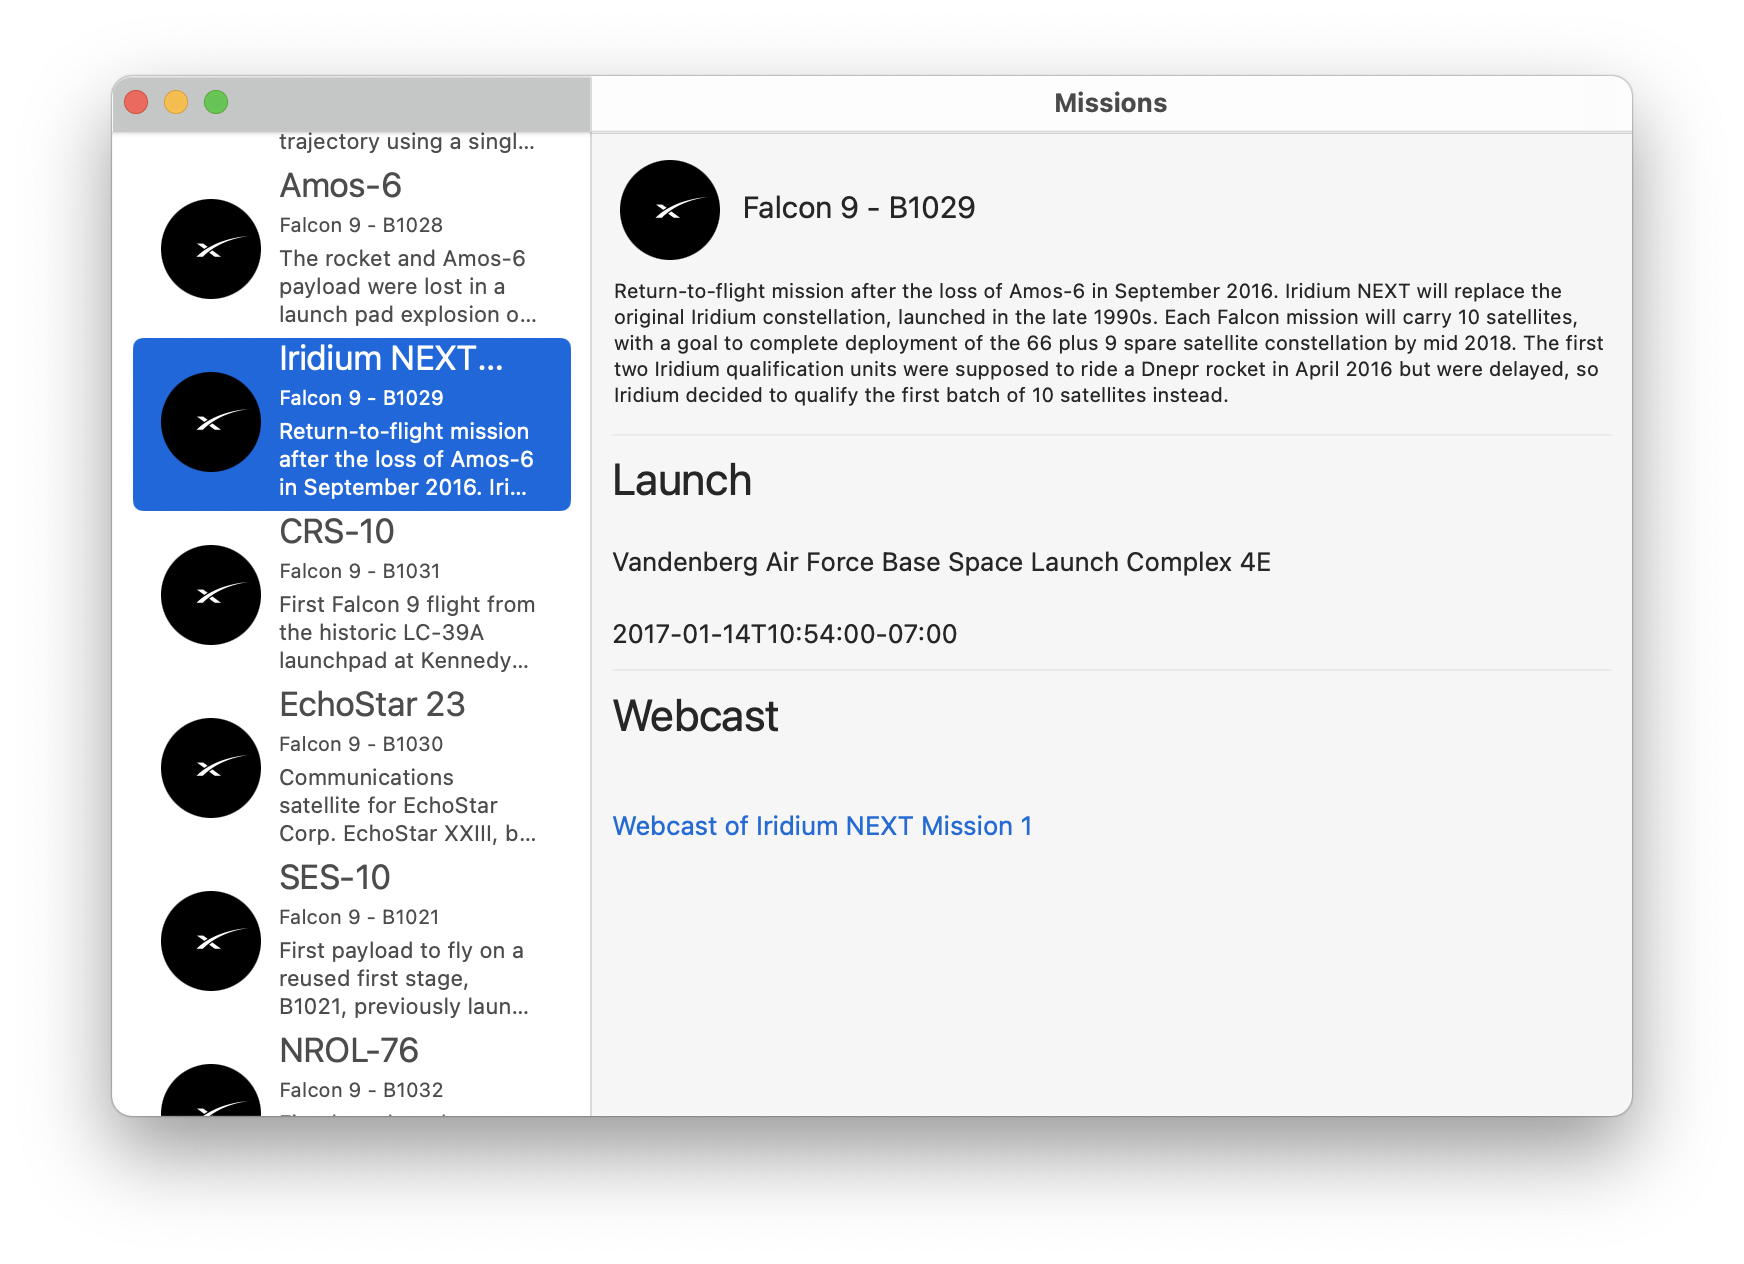 Missions
trajectory using a singl...
Amos-6
Falcon 9 - B1028
The rocket and Amos-6
payload were lost in a
launch pad explosion o...
Iridium NEXT...
Falcon 9 - B1029
Return-to-flight mission
after the loss of Amos-6
in September 2016. Iri...
CRS-10
Falcon 9 - B1031
First Falcon 9 flight from
the historic LC-39A
launchpad at Kennedy...
EchoStar 23
Falcon 9 - B1030
Communications
satellite for EchoStar
Corp. EchoStar XXIII, b...
SES-10
Falcon 9 - B1021
First payload to fly on a
reused first stage,
B1021, previously laun...
NROL-76
Falcon 9 - B1032
Falcon 9 - B1029
Return-to-flight mission after the loss of Amos-6 in September 2016. Iridium NEXT will replace the
original Iridium constellation, launched in the late 1990s. Each Falcon mission will carry 10 satellites,
with a goal to complete deployment of the 66 plus 9 spare satellite constellation by mid 2018. The first
two Iridium qualification units were supposed to ride a Dnepr rocket in April 2016 but were delayed, so
Iridium decided to qualify the first batch of 10 satellites instead.
Launch
Vandenberg Air Force Base Space Launch Complex 4E
2017-01-14T10:54:00-07:00
Webcast
Webcast of Iridium NEXT Mission 1